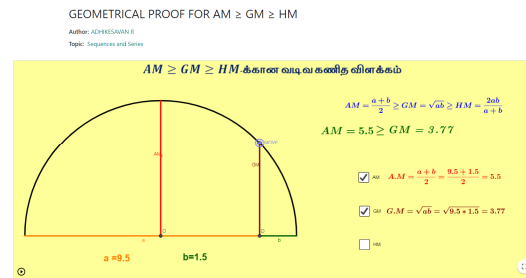 GEOMETRICAL PROOF FOR AM ≥ GM ≥ HM
Author: ADHIKESAVAN R
Topic: Sequences and Series
AM ≥ GM ≥ HM-க்கான வடிவ கணித விளக்கம்
AM = (a + b)/2 ≥ GM = √ab ≥ HM = 2ab/(a + b)
AM = 5.5 ≥ GM = 3.77
AM A.M = (a + b)/2 = (9.5 + 1.5)/2 = 5.5
GM G.M = √ab = √9.5 * 1.5 = 3.77
HM
AM
GM
a
b
a =9.5
b=1.5